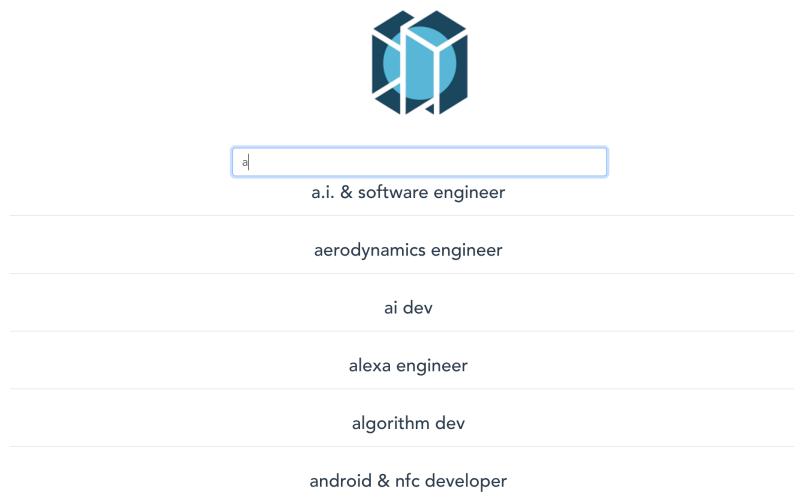 a
a.i. & software engineer
aerodynamics engineer
ai dev
alexa engineer
algorithm dev
android & nfc developer